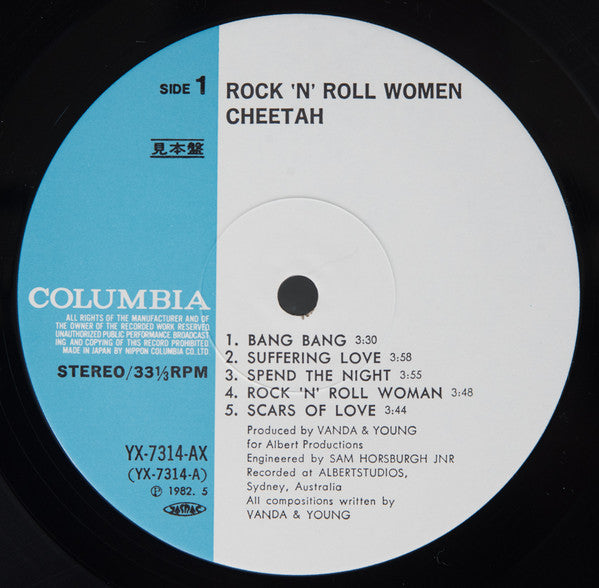 SIDE 1
ROCK 'N' ROLL WOMEN
CHEETAH
見本盤
COLUMBIA
ALL RIGHTS OF THE MANUFACTURER AND OF
THE OWNER OF THE RECORDED WORK RESERVED
UNAUTHORIZED PUBLIC PERFORMANCE BROADCAST
ING AND COPYING OF THIS RECORD PROHIBITED
MADE IN JAPAN BY NIPPON COLUMBIA CO. LTD.
STEREO/33⅓RPM
1. BANG BANG 3:30
2. SUFFERING LOVE 3:58
3. SPEND THE NIGHT 3:55
4. ROCK 'N' ROLL WOMAN 3:48
5. SCARS OF LOVE 3:44
Produced by VANDA & YOUNG
for Albert Productions
Engineered by SAM HORSBURGH JNR
Recorded at ALBERTSTUDIOS,
Sydney, Australia
All compositions written by
VANDA & YOUNG
YX-7314-AX
(YX-7314-A)
Ⓟ 1982. 5
JASRAC